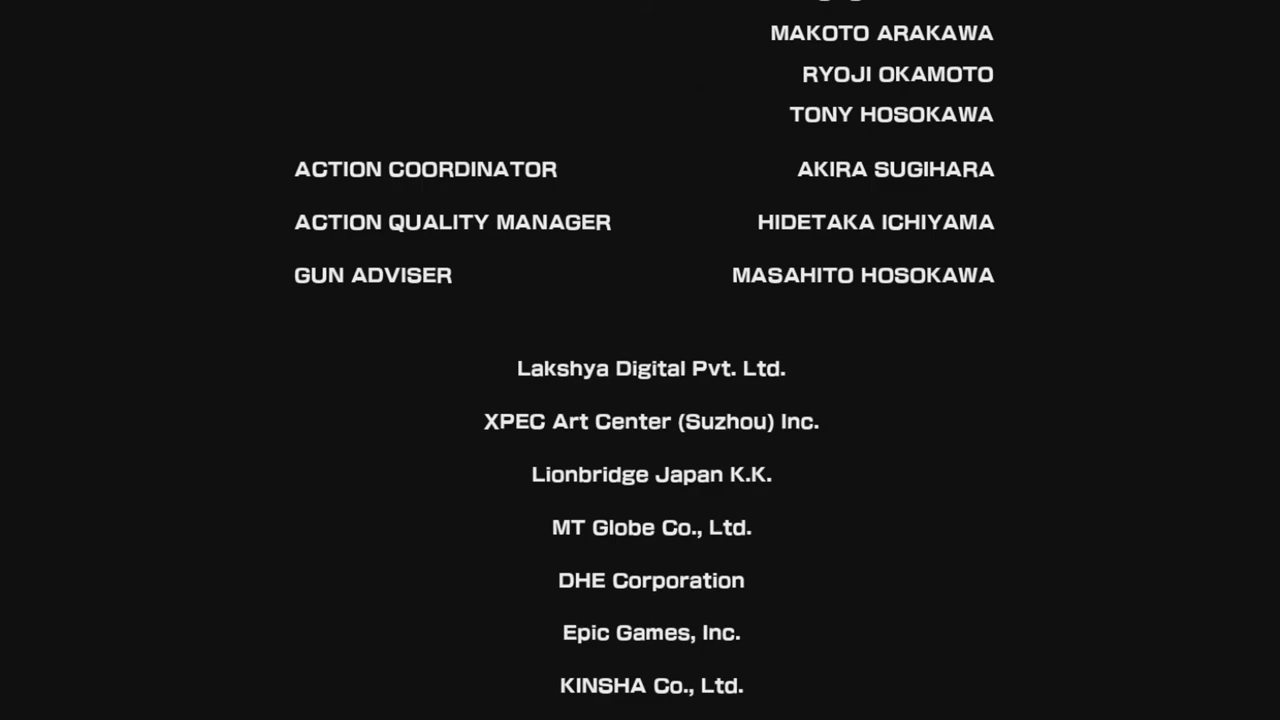 MAKOTO ARAKAWA
RYOJI OKAMOTO
TONY HOSOKAWA
ACTION COORDINATOR AKIRA SUGIHARA
ACTION QUALITY MANAGER HIDETAKA ICHIYAMA
GUN ADVISER MASAHITO HOSOKAWA
Lakshya Digital Pvt. Ltd.
XPEC Art Center (Suzhou) Inc.
Lionbridge Japan K.K.
MT Globe Co., Ltd.
DHE Corporation
Epic Games, Inc.
KINSHA Co., Ltd.